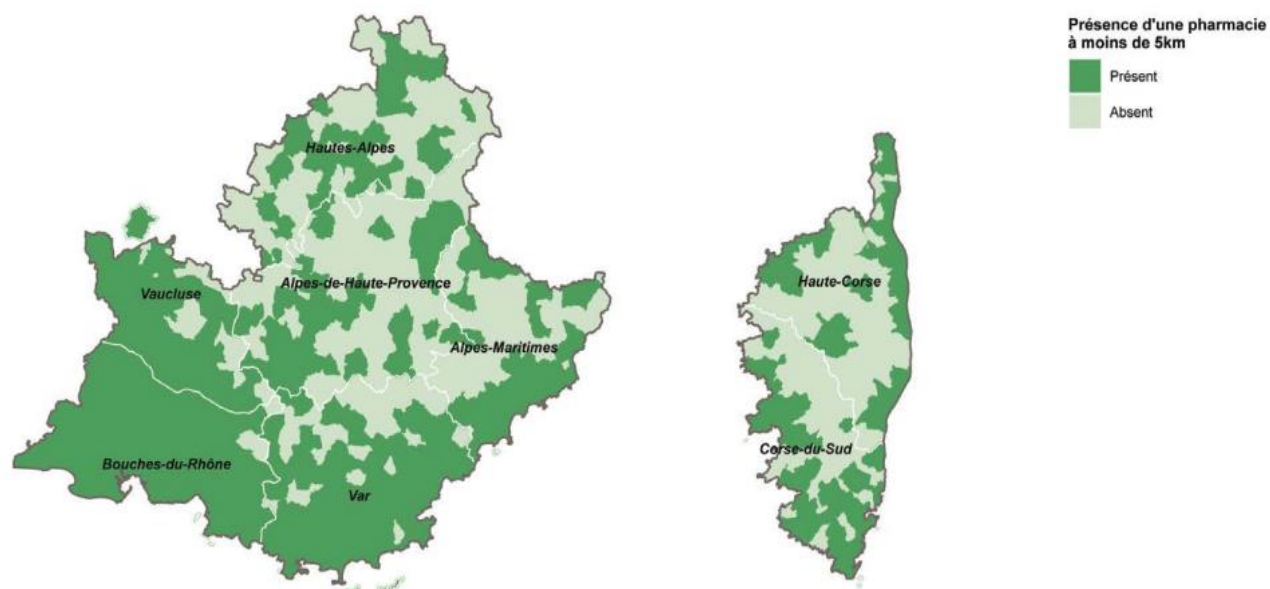 Présence d'une pharmacie
à moins de 5km
Présent
Absent
Hautes-Alpes
Alpes-de-Haute-Provence
Vaucluse
Alpes-Maritimes
Bouches-du-Rhône
Var
Haute-Corse
Corse-du-Sud